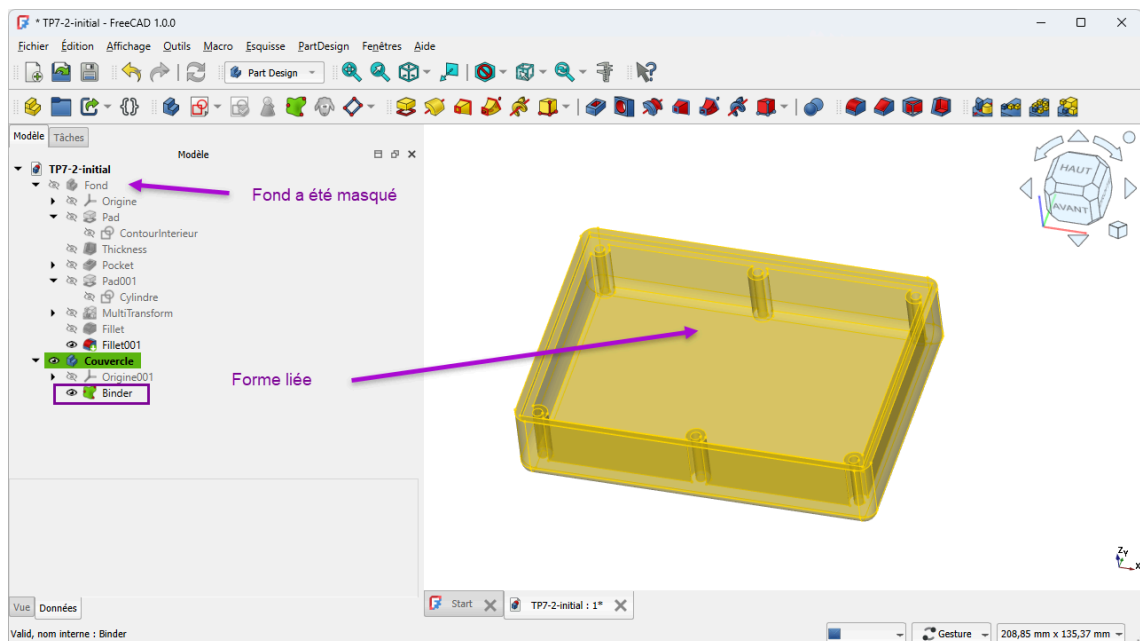 * TP7-2-initial - FreeCAD 1.0.0
Fichier Édition Affichage Outils Macro Esquisse PartDesign Fenêtres Aide
Part Design
Modèle Tâches
Modèle
TP7-2-initial
Fond
Fond a été masqué
Origine
Pad
ContourInterieur
Thickness
Pocket
Pad001
Cylindre
MultiTransform
Fillet
Fillet001
Couvercle
Origine001
Forme liée
Binder
HAUT
AVANT
Z Y
X
Vue Données
Start TP7-2-initial : 1*
Valid, nom interne : Binder
Gesture 208,85 mm x 135,37 mm